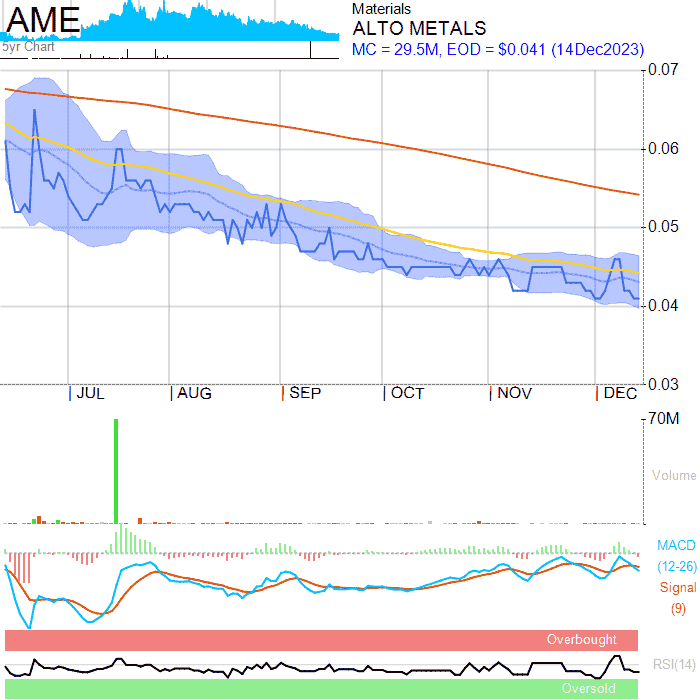 AME
5yr Chart
Materials
ALTO METALS
MC = 29.5M, EOD = $0.041 (14Dec2023)
0.07
0.06
0.05
0.04
0.03
JUL AUG SEP OCT NOV DEC
70M
Volume
MACD
(12-26)
Signal
(9)
Overbought
RSI(14)
Oversold